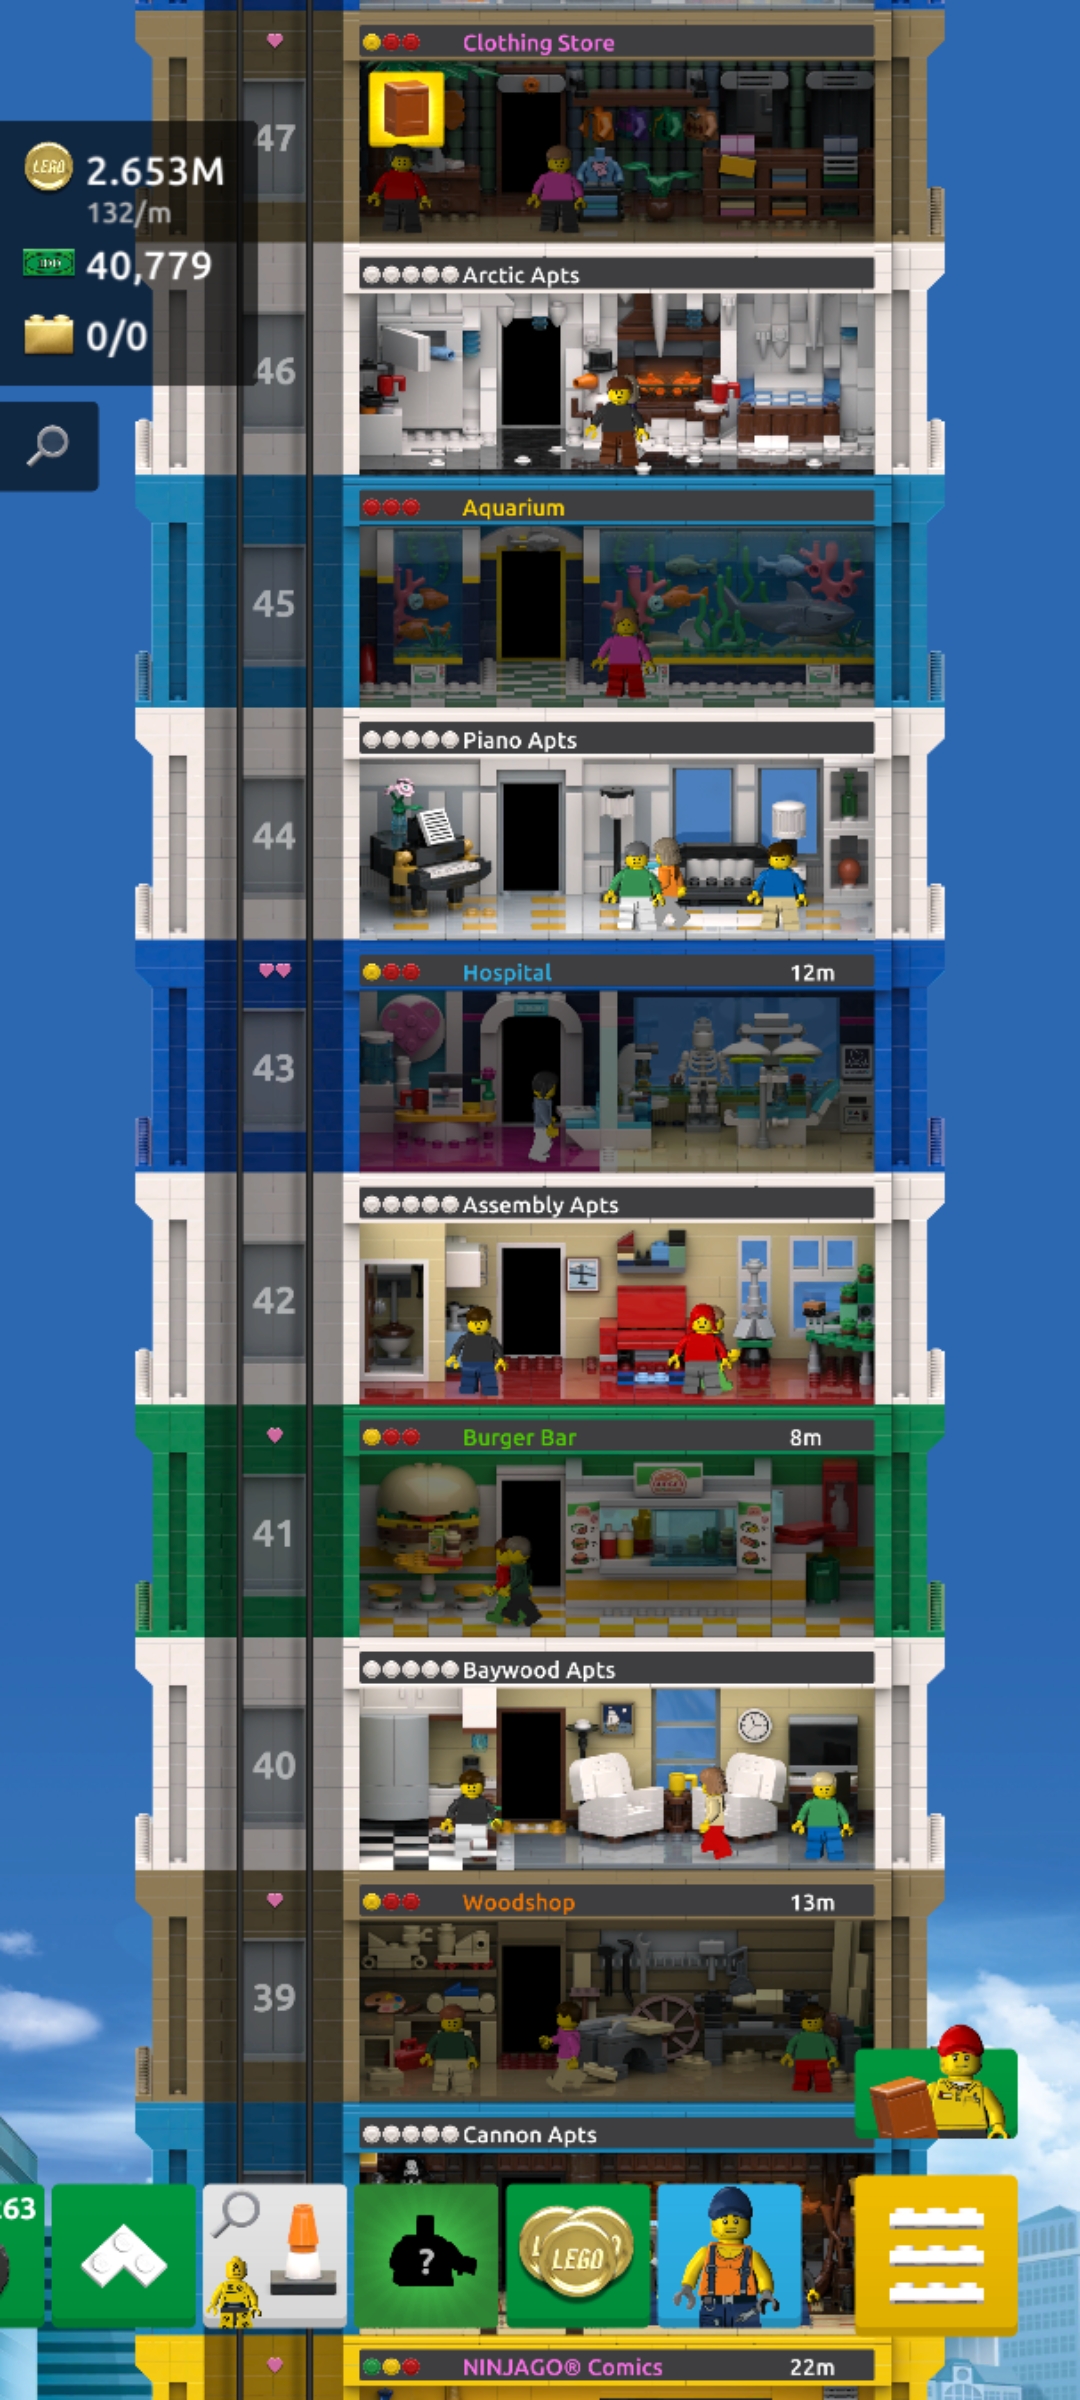 Clothing Store
47
LEGO 2.653M
132/m
40,779
0/0
Arctic Apts
46
Aquarium
45
Piano Apts
44
Hospital 12m
43
Assembly Apts
42
Burger Bar 8m
41
Baywood Apts
40
Woodshop 13m
39
Cannon Apts
263
?
LEGO
NINJAGO® Comics 22m